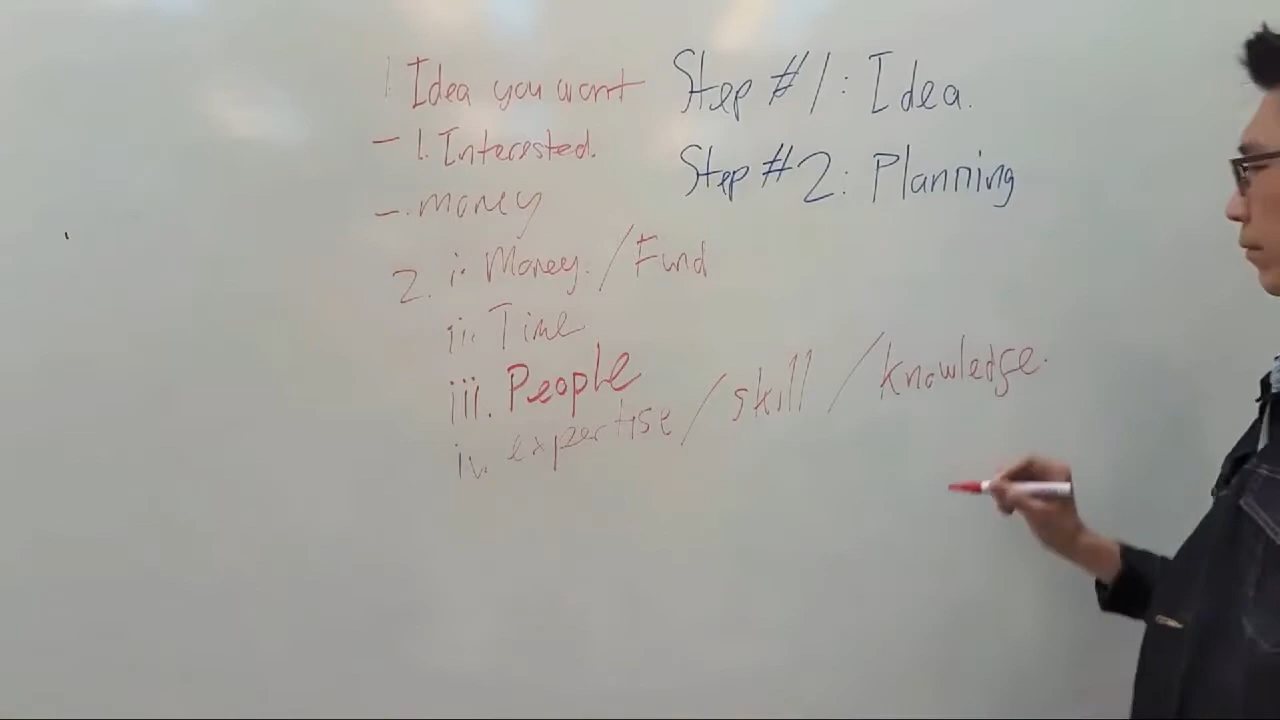 1 Idea you want
- 1. Interested.
- . money
2. i. Money. / Fund
ii. Time
iii. People
iv. expertise / skill / knowledge.
Step #1: Idea.
Step #2: Planning